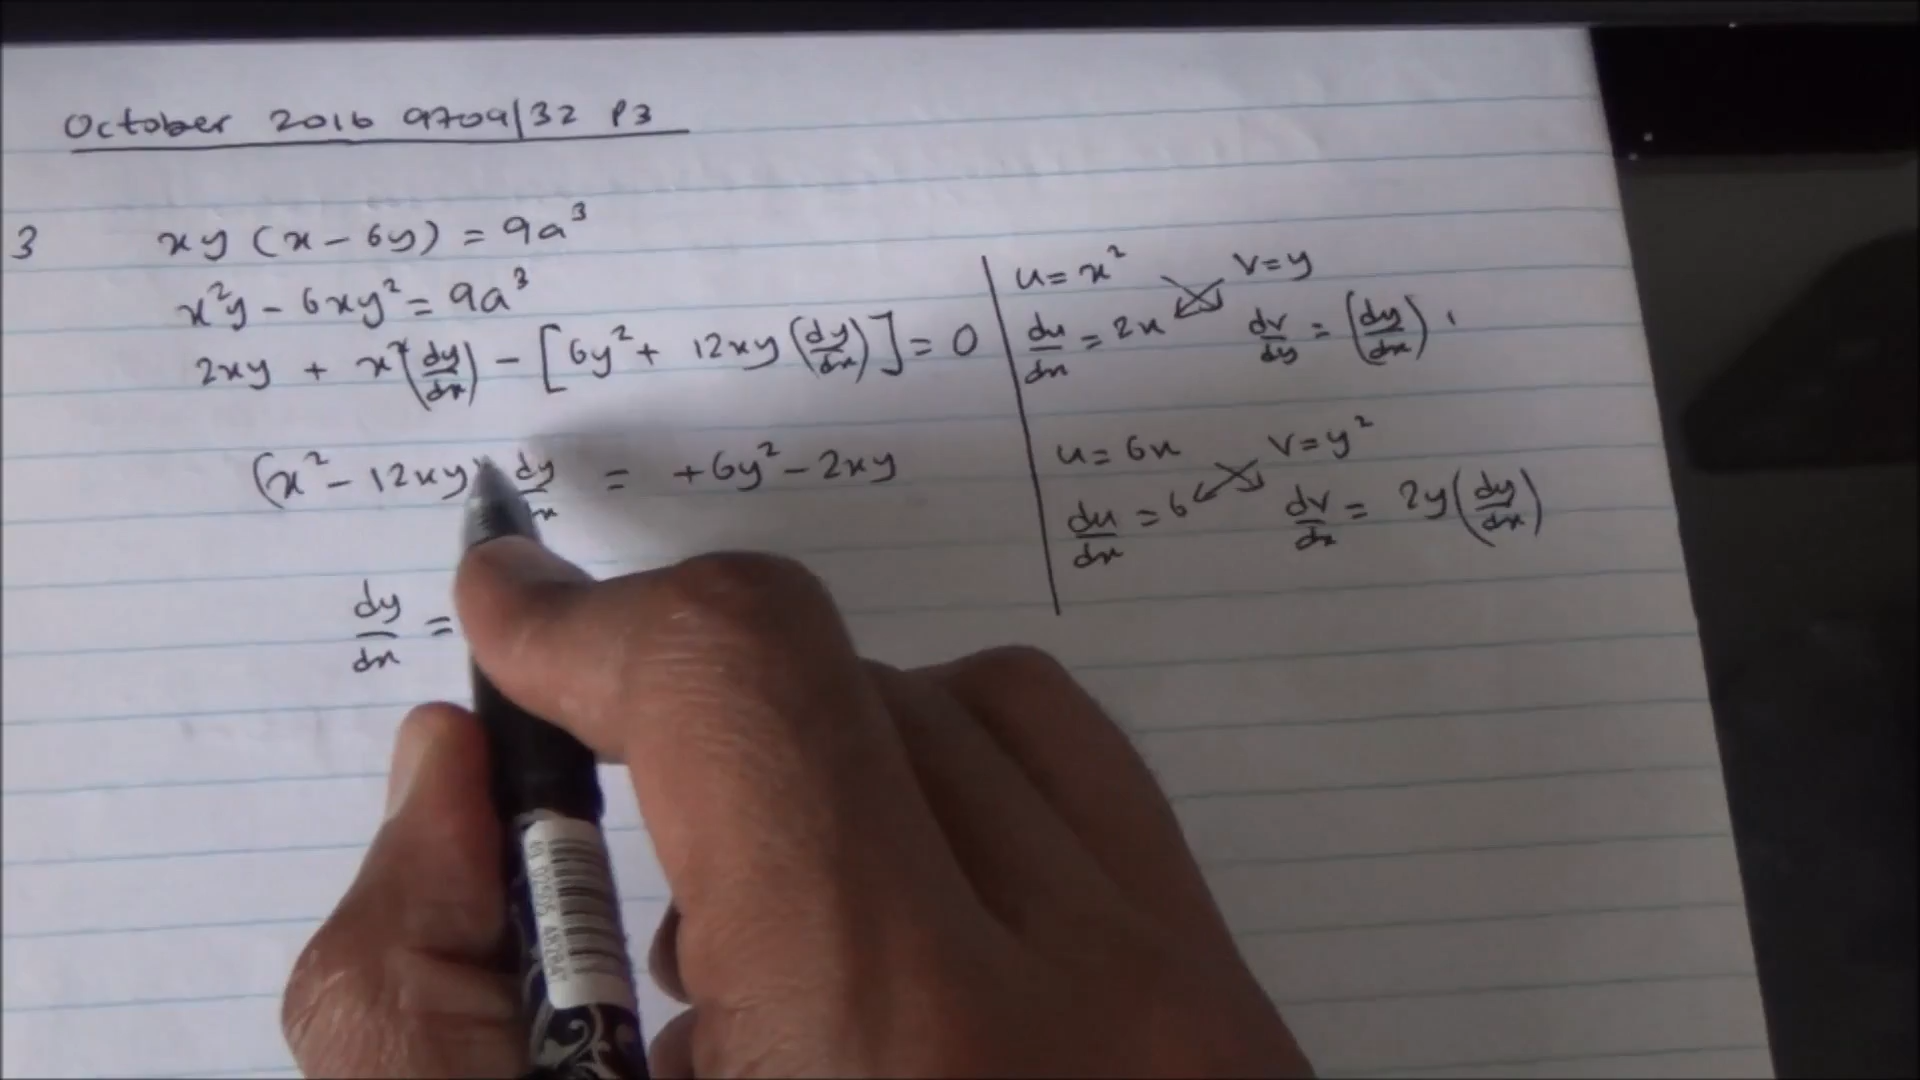 October 2016 9709/32 P3
3 xy (x - 6y) = 9a³
x²y - 6xy² = 9a³
2xy + x²(dy/dx) - [6y² + 12xy (dy/dx)] = 0
(x² - 12xy) dy/dx = +6y² - 2xy
dy/dx =
u = x² v = y
du/dx = 2x dv/dy = (dy/dx).
u = 6x v = y²
du/dx = 6 dv/dx = 2y(dy/dx)